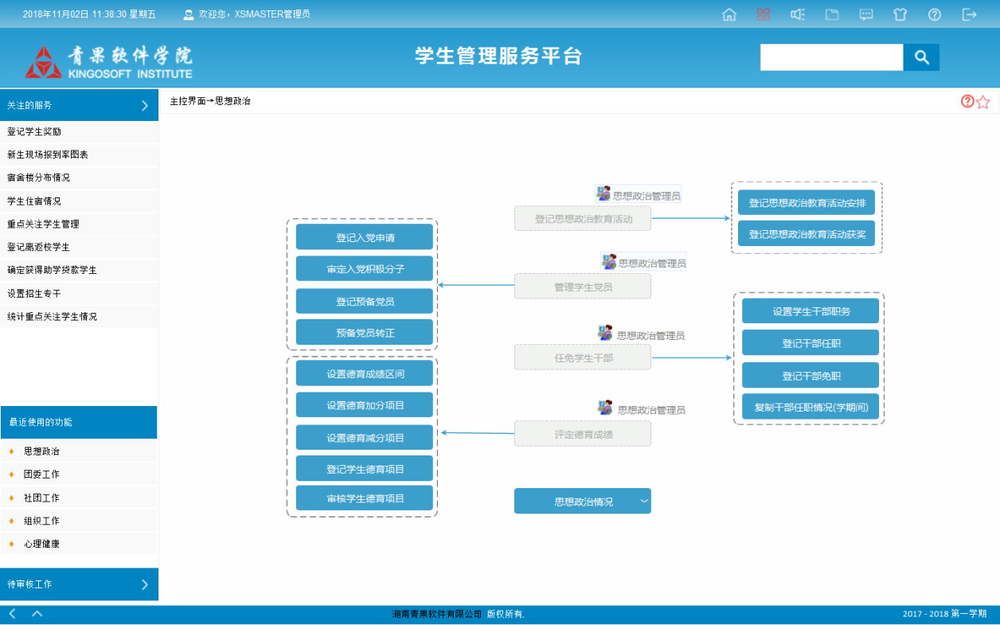 2018年11月02日 11:38:30 星期五
欢迎您，XSMASTER管理员
青果软件学院
KINGOSOFT INSTITUTE
学生管理服务平台
关注的服务
登记学生奖励
新生现场报到率图表
宿舍楼分布情况
学生住宿情况
重点关注学生管理
登记离返校学生
确定获得助学贷款学生
设置招生专干
统计重点关注学生情况
最近使用的功能
思想政治
团委工作
社团工作
组织工作
心理健康
待审核工作
主控界面→思想政治
登记入党申请
审定入党积极分子
登记预备党员
预备党员转正
设置德育成绩区间
设置德育加分项目
设置德育减分项目
登记学生德育项目
审核学生德育项目
思想政治管理员
登记思想政治教育活动
思想政治管理员
管理学生党员
思想政治管理员
任免学生干部
思想政治管理员
评定德育成绩
思想政治情况
登记思想政治教育活动安排
登记思想政治教育活动获奖
设置学生干部职务
登记干部任职
登记干部免职
复制干部任职情况(学期间)
湖南青果软件有限公司 版权所有.
2017 - 2018 第一学期